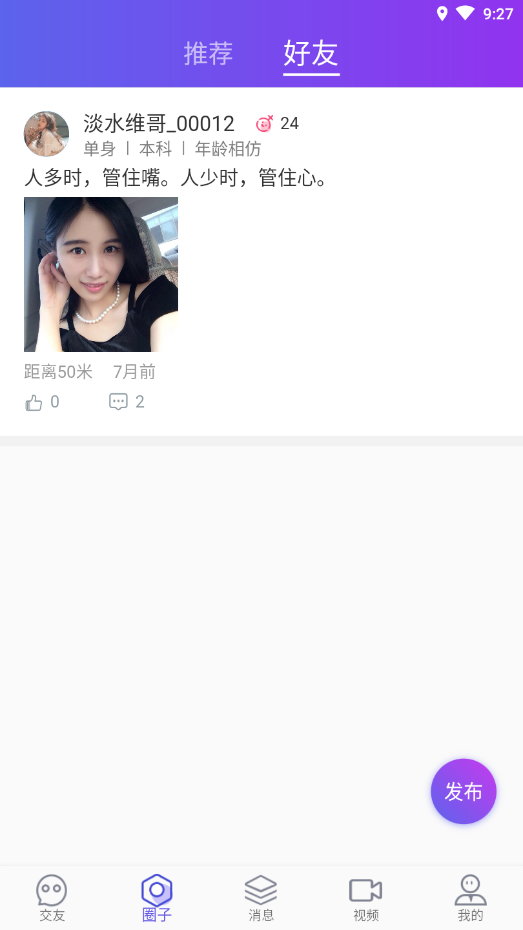 9:27
推荐 好友
淡水维哥_00012 24
单身 | 本科 | 年龄相仿
人多时，管住嘴。人少时，管住心。
距离50米 7月前
0 2
发布
交友 圈子 消息 视频 我的